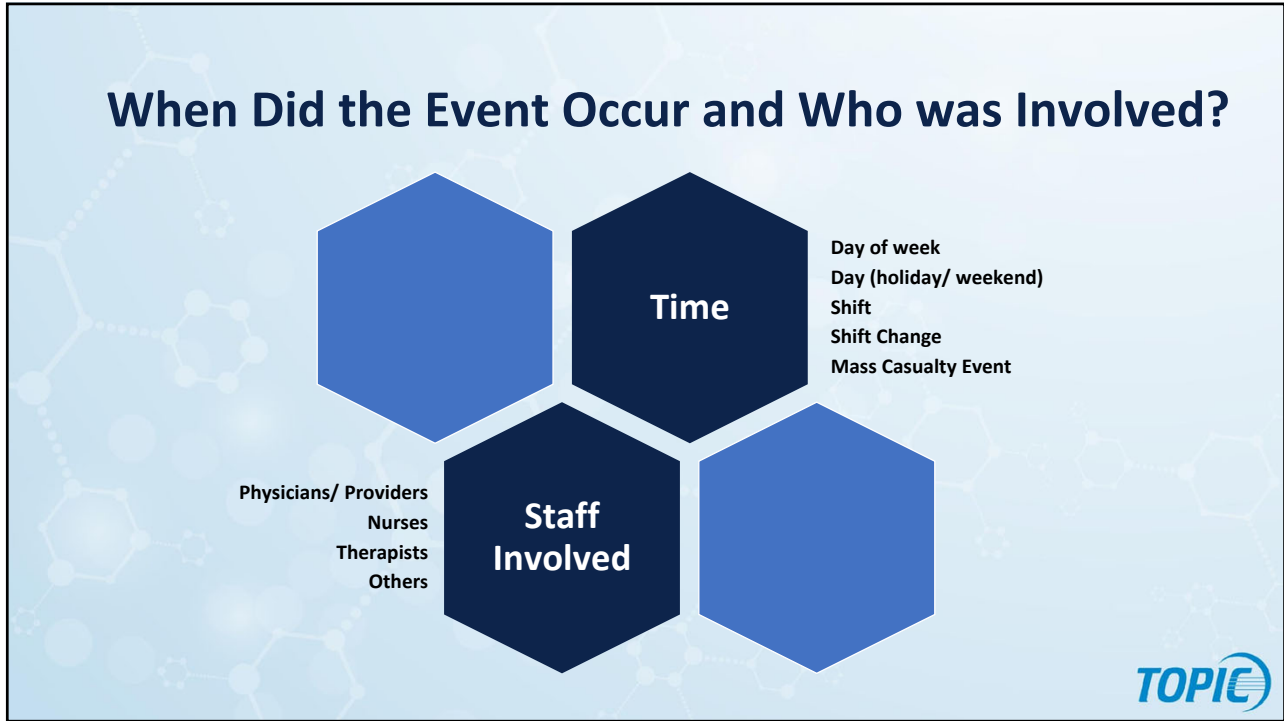 When Did the Event Occur and Who was Involved?
Time
Day of week
Day (holiday/ weekend)
Shift
Shift Change
Mass Casualty Event
Physicians/ Providers
Nurses
Therapists
Others
Staff
Involved
TOPIC